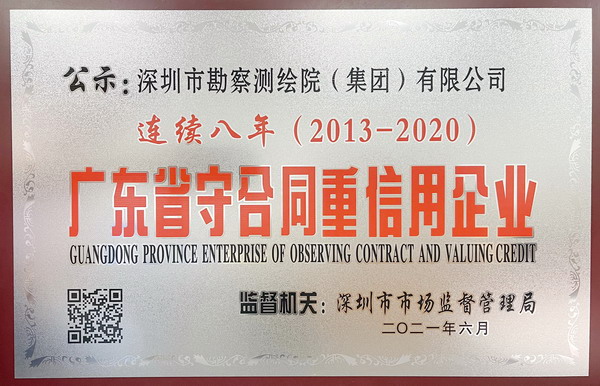 公示：深圳市勘察测绘院（集团）有限公司
连续八年（2013-2020）
广东省守合同重信用企业
GUANGDONG PROVINCE ENTERPRISE OF OBSERVING CONTRACT AND VALUING CREDIT
监督机关：深圳市市场监督管理局
二〇二一年六月